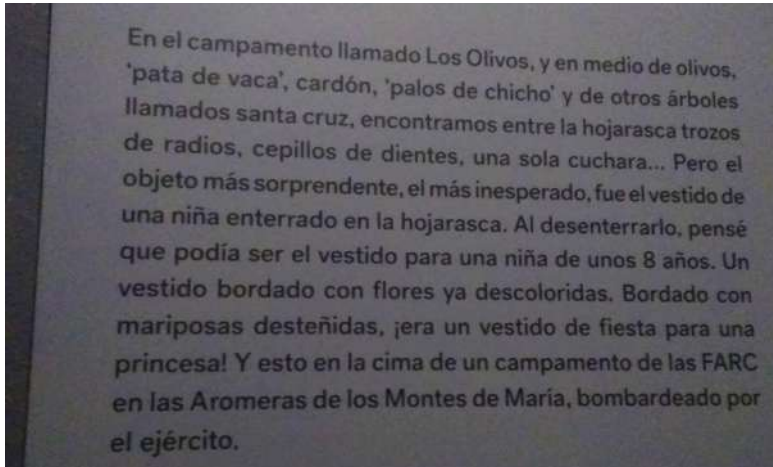 En el campamento llamado Los Olivos, y en medio de olivos,
'pata de vaca', cardón, 'palos de chicho' y de otros árboles
llamados santa cruz, encontramos entre la hojarasca trozos
de radios, cepillos de dientes, una sola cuchara... Pero el
objeto más sorprendente, el más inesperado, fue el vestido de
una niña enterrado en la hojarasca. Al desenterrarlo, pensé
que podía ser el vestido para una niña de unos 8 años. Un
vestido bordado con flores ya descoloridas. Bordado con
mariposas desteñidas, ¡era un vestido de fiesta para una
princesa! Y esto en la cima de un campamento de las FARC
en las Aromeras de los Montes de María, bombardeado por
el ejército.